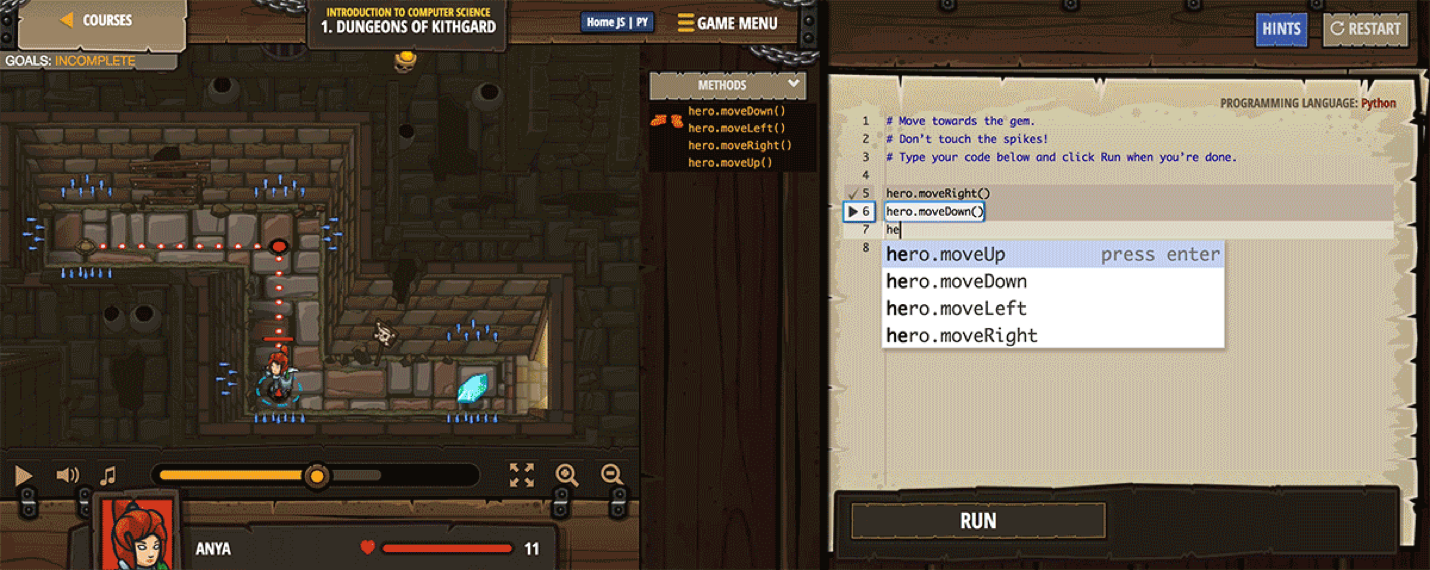 COURSES
INTRODUCTION TO COMPUTER SCIENCE
1. DUNGEONS OF KITHGARD
Home JS | PY
GAME MENU
HINTS
RESTART
GOALS: INCOMPLETE
METHODS
hero.moveDown()
hero.moveLeft()
hero.moveRight()
hero.moveUp()
PROGRAMMING LANGUAGE: Python
1 # Move towards the gem.
2 # Don't touch the spikes!
3 # Type your code below and click Run when you're done.
4
5 hero.moveRight()
6 hero.moveDown()
7 he
8
hero.moveUp press enter
hero.moveDown
hero.moveLeft
hero.moveRight
ANYA
11
RUN